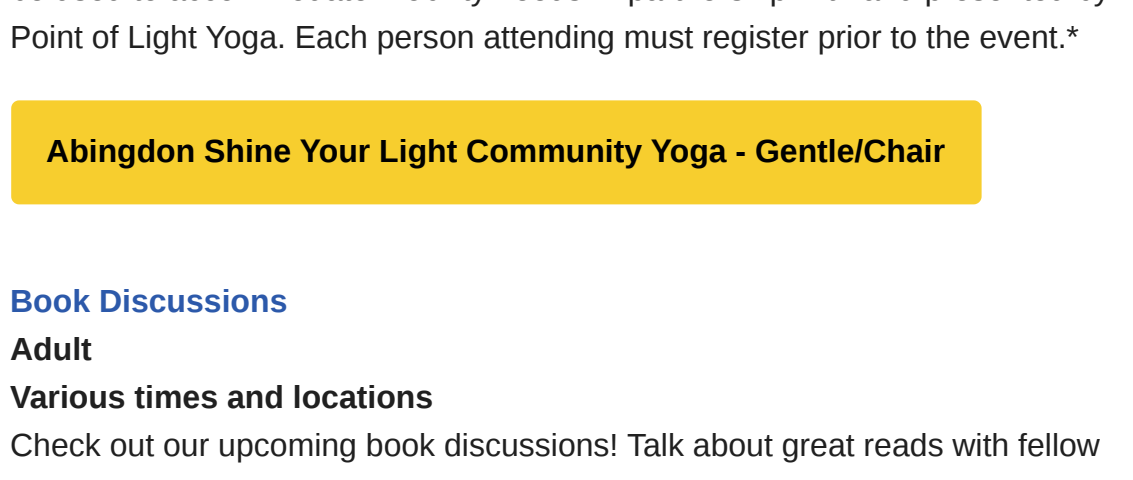 Point of Light Yoga. Each person attending must register prior to the event.*
Abingdon Shine Your Light Community Yoga - Gentle/Chair
Book Discussions
Adult
Various times and locations
Check out our upcoming book discussions! Talk about great reads with fellow